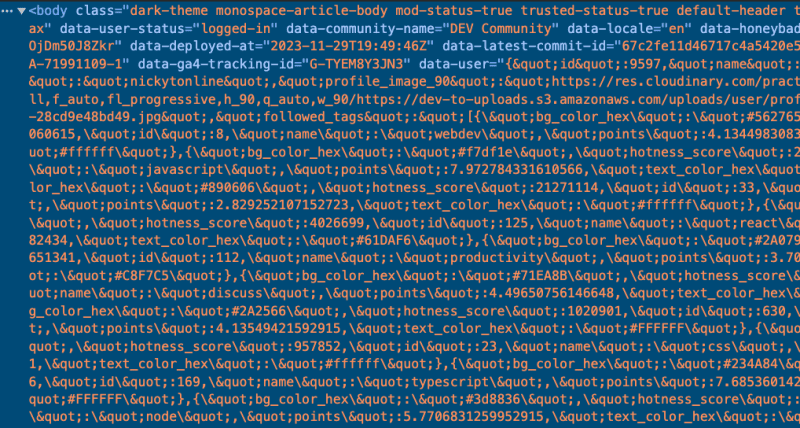 <body class="dark-theme monospace-article-body mod-status-true trusted-status-true default-header t
ax" data-user-status="logged-in" data-community-name="DEV Community" data-locale="en" data-honeybad
OjDm50J8Zkr" data-deployed-at="2023-11-29T19:49:46Z" data-latest-commit-id="67c2fe11d46717c4a5420e5
A-71991109-1" data-ga4-tracking-id="G-TYEM8Y3JN3" data-user="{&quot;id&quot;:9597,&quot;name&quot;:
&quot;:&quot;nickytonline&quot;,&quot;profile_image_90&quot;:&quot;https://res.cloudinary.com/pract
ll,f_auto,fl_progressive,h_90,q_auto,w_90/https://dev-to-uploads.s3.amazonaws.com/uploads/user/prof
-28cd9e48bd49.jpg&quot;,&quot;followed_tags&quot;:&quot;[{\&quot;bg_color_hex\&quot;:\&quot;#562765
060615,\&quot;id\&quot;:8,\&quot;name\&quot;:\&quot;webdev\&quot;,\&quot;points\&quot;:4.1344983083
uot;#ffffff\&quot;},{\&quot;bg_color_hex\&quot;:\&quot;#f7df1e\&quot;,\&quot;hotness_score\&quot;:2
\&quot;:\&quot;javascript\&quot;,\&quot;points\&quot;:7.972784331610566,\&quot;text_color_hex\&quot
lor_hex\&quot;:\&quot;#890606\&quot;,\&quot;hotness_score\&quot;:21271114,\&quot;id\&quot;:33,\&quot
t;,\&quot;points\&quot;:2.829252107152723,\&quot;text_color_hex\&quot;:\&quot;#ffffff\&quot;},{\&quot
\&quot;,\&quot;hotness_score\&quot;:4026699,\&quot;id\&quot;:125,\&quot;name\&quot;:\&quot;react\&quot
82434,\&quot;text_color_hex\&quot;:\&quot;#61DAF6\&quot;},{\&quot;bg_color_hex\&quot;:\&quot;#2A079
651341,\&quot;id\&quot;:112,\&quot;name\&quot;:\&quot;productivity\&quot;,\&quot;points\&quot;:3.70
ot;:\&quot;#C8F7C5\&quot;},{\&quot;bg_color_hex\&quot;:\&quot;#71EA8B\&quot;,\&quot;hotness_score\&
uot;name\&quot;:\&quot;discuss\&quot;,\&quot;points\&quot;:4.49650756146648,\&quot;text_color_hex\&
g_color_hex\&quot;:\&quot;#2A2566\&quot;,\&quot;hotness_score\&quot;:1020901,\&quot;id\&quot;:630,\
t;,\&quot;points\&quot;:4.13549421592915,\&quot;text_color_hex\&quot;:\&quot;#FFFFFF\&quot;},{\&quot
quot;,\&quot;hotness_score\&quot;:957852,\&quot;id\&quot;:23,\&quot;name\&quot;:\&quot;css\&quot;,\
1,\&quot;text_color_hex\&quot;:\&quot;#ffffff\&quot;},{\&quot;bg_color_hex\&quot;:\&quot;#234A84\&quot
6,\&quot;id\&quot;:169,\&quot;name\&quot;:\&quot;typescript\&quot;,\&quot;points\&quot;:7.685360142
&quot;#FFFFFF\&quot;},{\&quot;bg_color_hex\&quot;:\&quot;#3d8836\&quot;,\&quot;hotness_score\&quot;
\&quot;:\&quot;node\&quot;,\&quot;points\&quot;:5.7706831259952915,\&quot;text_color_hex\&quot;:\&quot